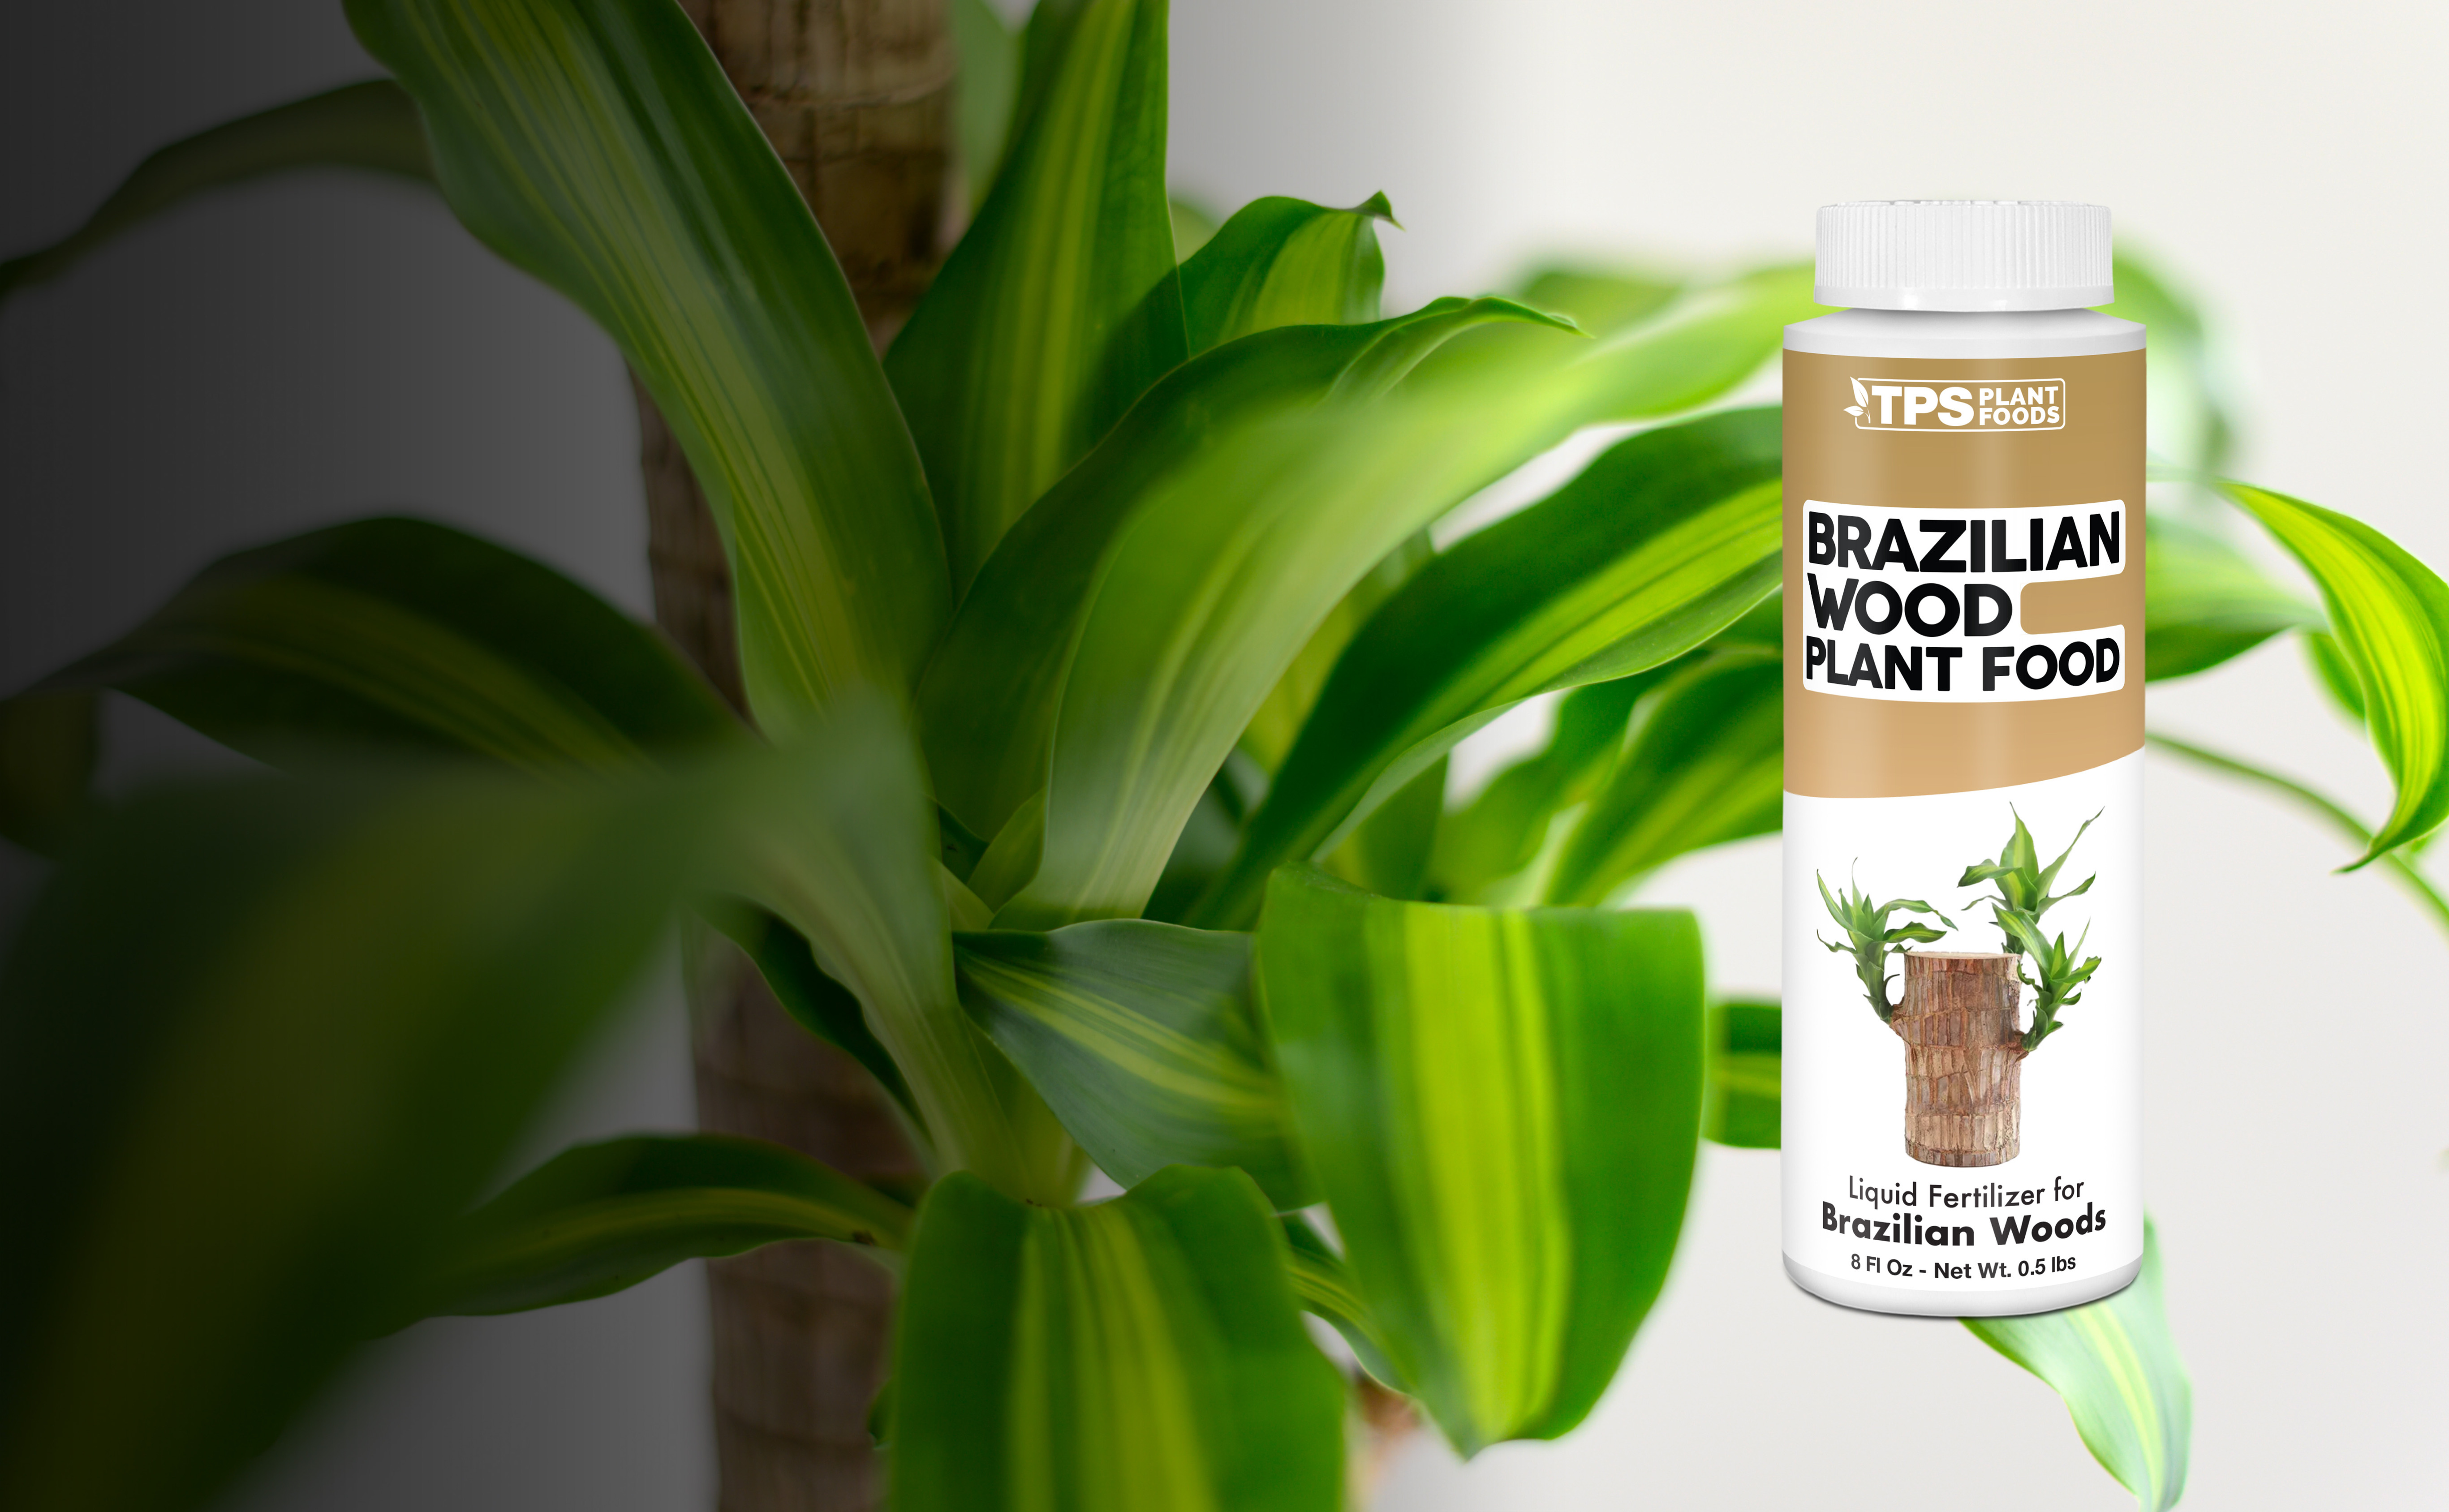 TPS PLANT FOODS
BRAZILIAN
WOOD
PLANT FOOD
Liquid Fertilizer for
Brazilian Woods
8 Fl Oz - Net Wt. 0.5 lbs